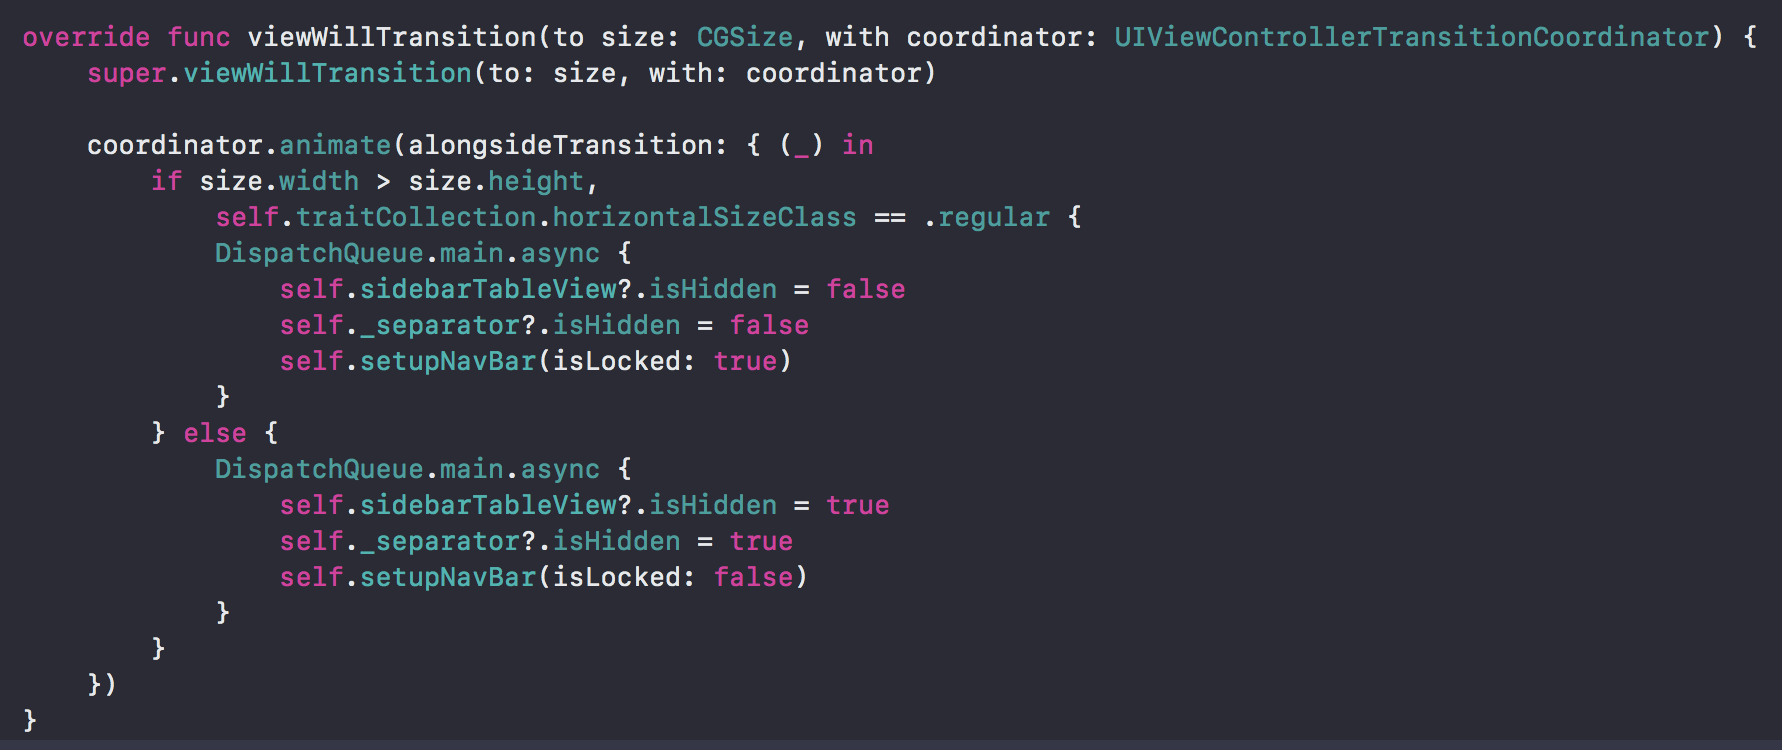 override func viewWillTransition(to size: CGSize, with coordinator: UIViewControllerTransitionCoordinator) {
    super.viewWillTransition(to: size, with: coordinator)

    coordinator.animate(alongsideTransition: { (_) in
        if size.width > size.height,
            self.traitCollection.horizontalSizeClass == .regular {
            DispatchQueue.main.async {
                self.sidebarTableView?.isHidden = false
                self._separator?.isHidden = false
                self.setupNavBar(isLocked: true)
            }
        } else {
            DispatchQueue.main.async {
                self.sidebarTableView?.isHidden = true
                self._separator?.isHidden = true
                self.setupNavBar(isLocked: false)
            }
        }
    })
}